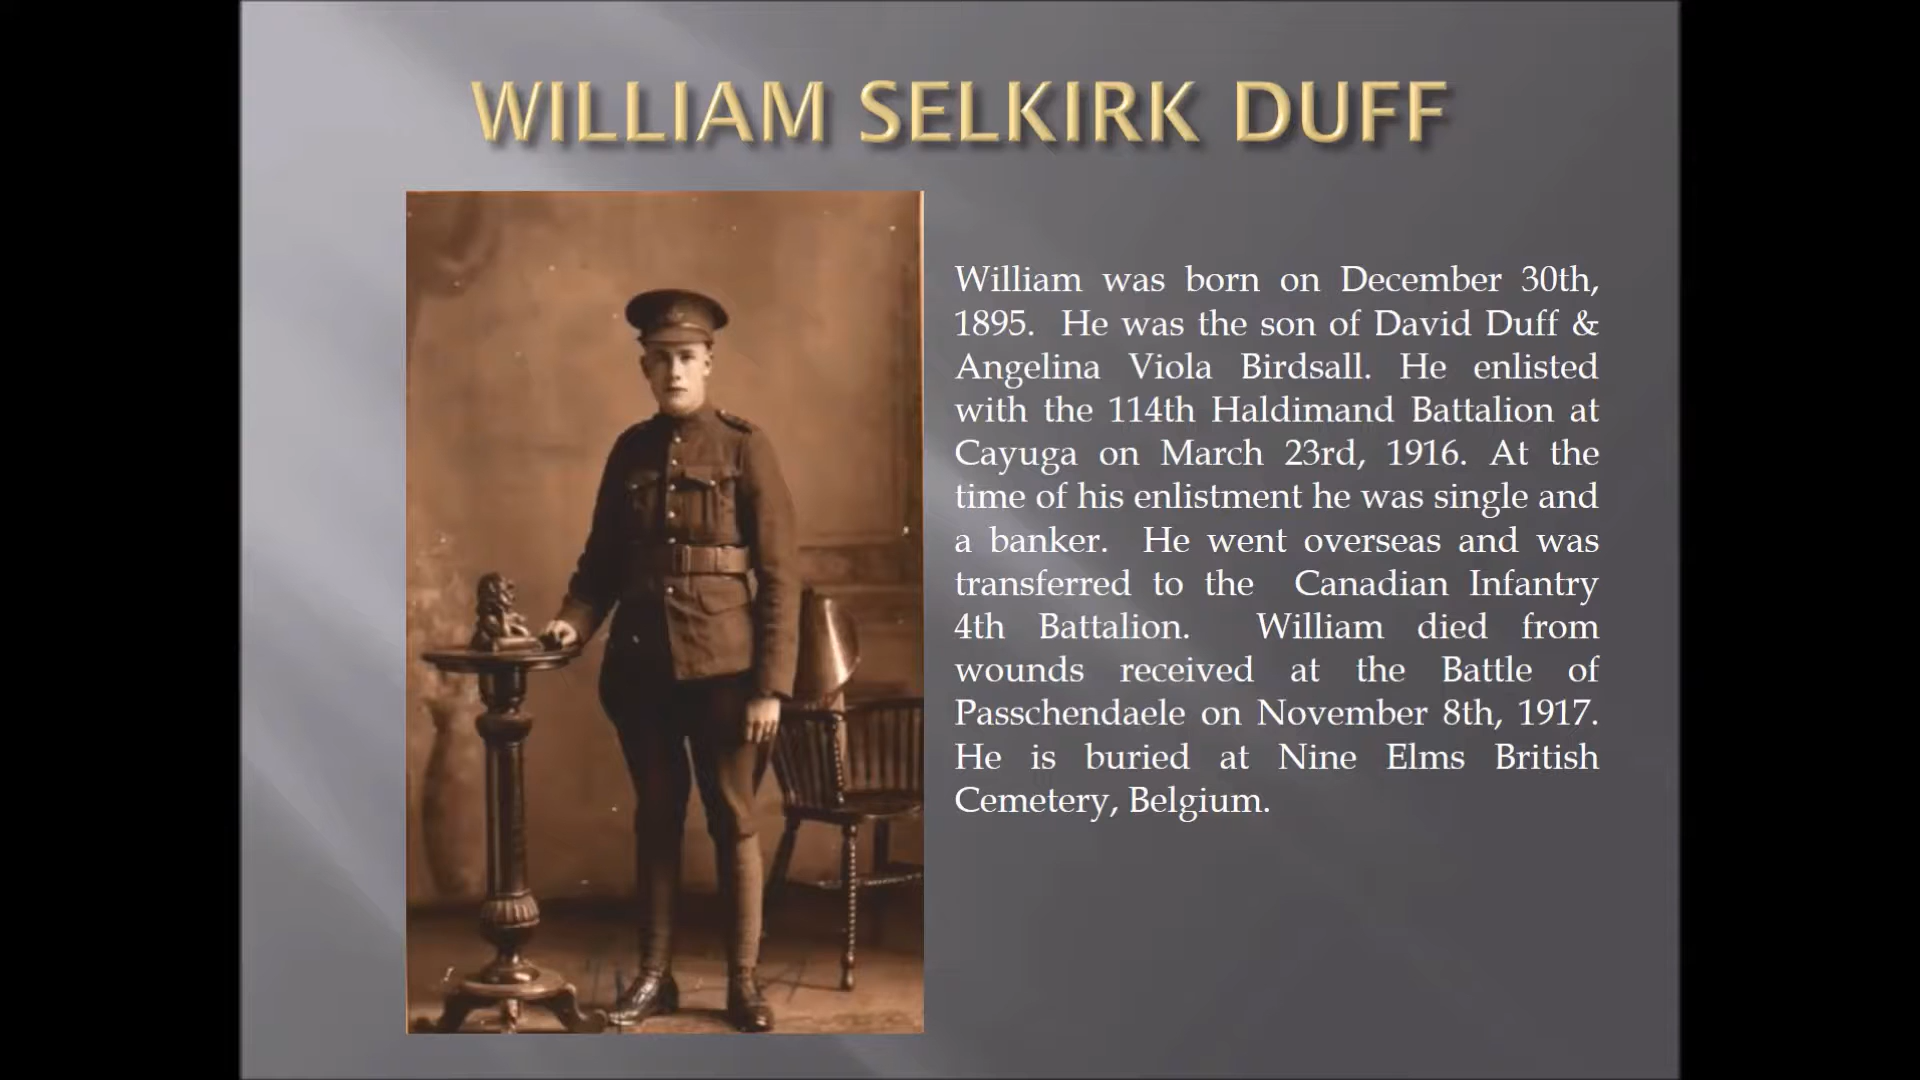 WILLIAM SELKIRK DUFF
William was born on December 30th,
1895. He was the son of David Duff &
Angelina Viola Birdsall. He enlisted
with the 114th Haldimand Battalion at
Cayuga on March 23rd, 1916. At the
time of his enlistment he was single and
a banker. He went overseas and was
transferred to the Canadian Infantry
4th Battalion. William died from
wounds received at the Battle of
Passchendaele on November 8th, 1917.
He is buried at Nine Elms British
Cemetery, Belgium.